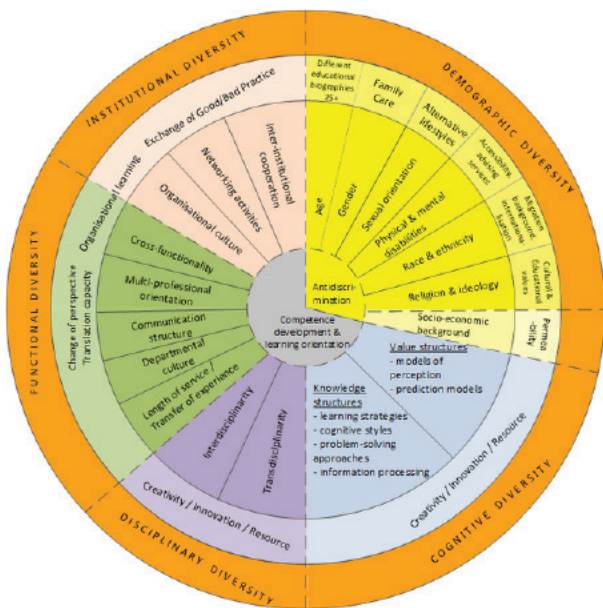 INSTITUTIONAL DIVERSITY
DEMOGRAPHIC DIVERSITY
COGNITIVE DIVERSITY
DISCIPLINARY DIVERSITY
FUNCTIONAL DIVERSITY
Exchange of Good/Bad Practice
Organisational learning
Inter-institutional
cooperation
Networking activities
Organisational culture
Different
educational
biographies
25+
Family
Care
Alternative
lifestyles
Accessibility
advising
services
Migration
background
international-
Cultural &
Educational
values
Permea
-bility
Age
Gender
Sexual orientation
Physical & mental
disabilities
Race & ethnicity
Religion & ideology
Socio-economic
background
Antidiscri-
mination
Competence
development &
learning orientation
Change of perspective
Translation capacity
Cross-functionality
Multi-professional
orientation
Communication
structure
Departmental
culture
Length of service /
Transfer of experience
Interdisciplinarity
Transdisciplinarity
Creativity / Innovation / Resource
Value structures
- models of
perception
- prediction models
Knowledge
structures
- learning strategies
- cognitive styles
- problem-solving
approaches
- information processing
Creativity / Innovation / Resource